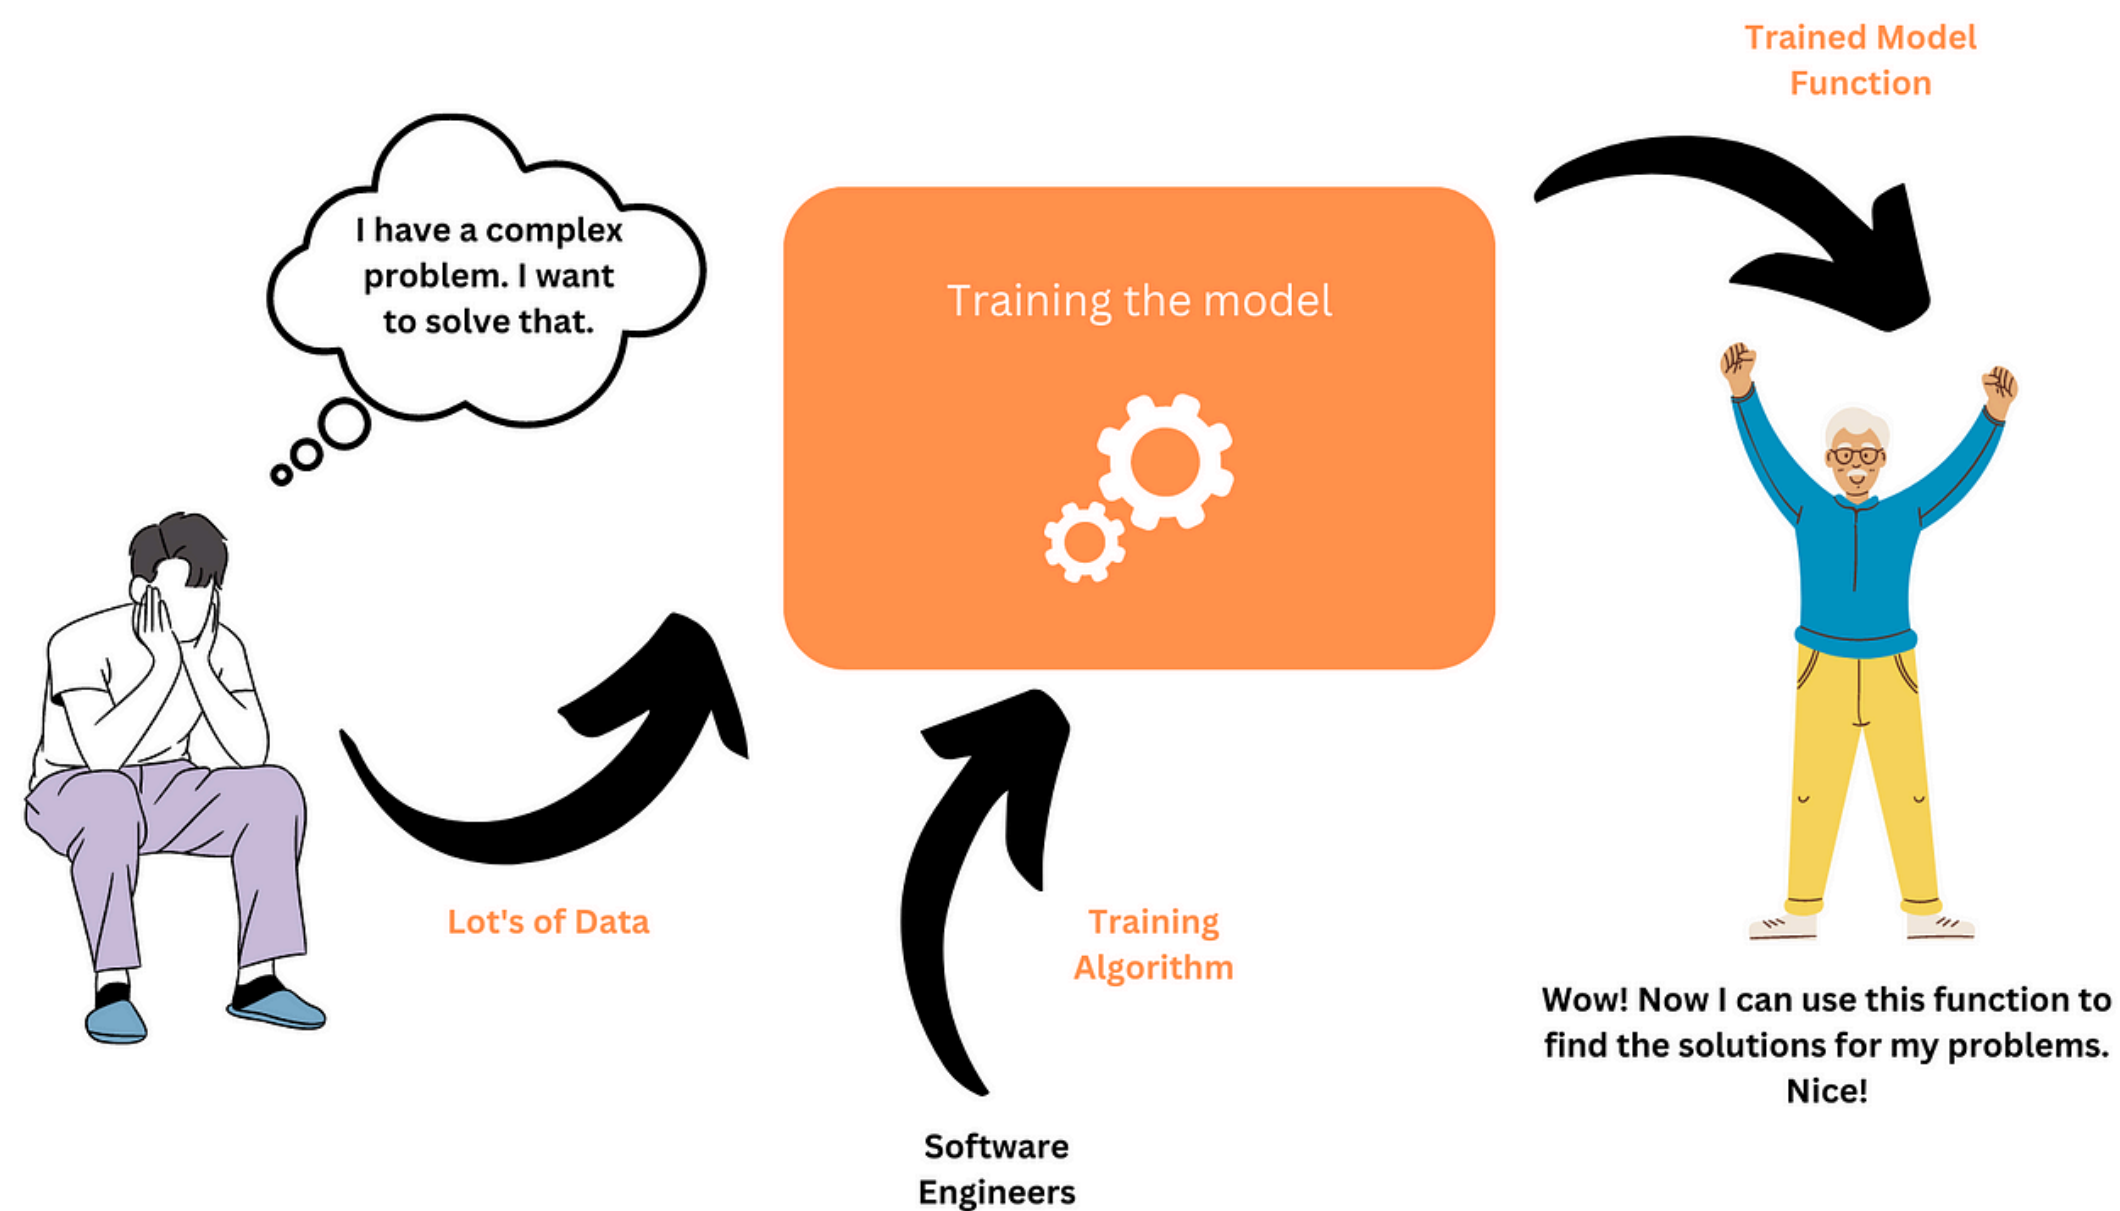 Trained Model
Function
I have a complex
problem. I want
to solve that.
Training the model
Lot's of Data
Training
Algorithm
Wow! Now I can use this function to
find the solutions for my problems.
Nice!
Software
Engineers